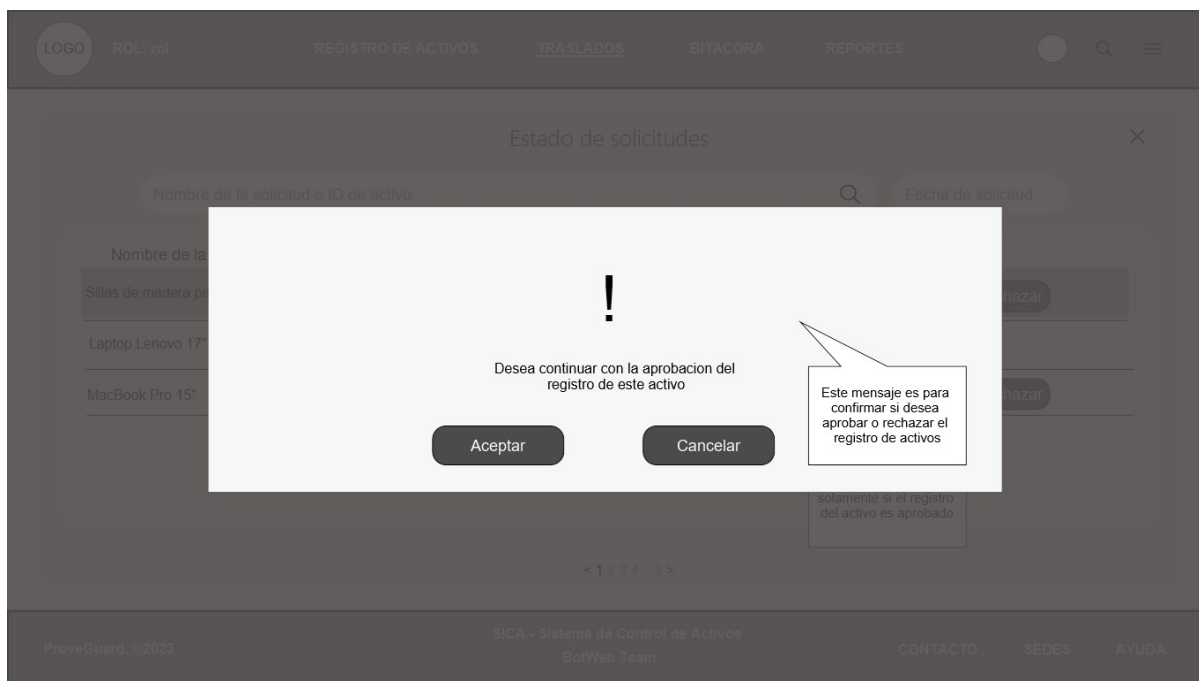 LOGO
ROL: rol
REGISTRO DE ACTIVOS
TRASLADOS
BITÁCORA
REPORTES
Estado de solicitudes
Nombre de la solicitud o ID de activo
Fecha de solicitud
Nombre de la
Sillas de madera pa
hazar
Laptop Lenovo 17"
MacBook Pro 15"
hazar
!
Desea continuar con la aprobacion del
registro de este activo
Aceptar
Cancelar
Este mensaje es para
confirmar si desea
aprobar o rechazar el
registro de activos
solamente si el registro
del activo es aprobado
< 1 2 3 4... 8 >
ProveGuard. ©2023
SICA - Sistema de Control de Activos
BotWeb Team
CONTACTO
SEDES
AYUDA